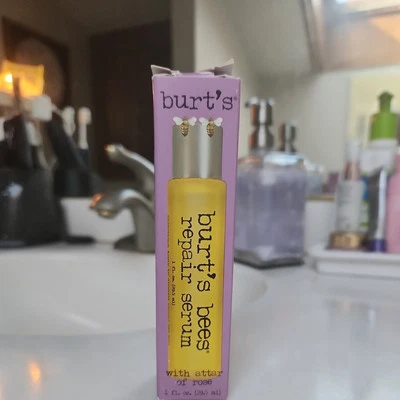 burt's®
burt's bees®
repair serum
with attar
of rose